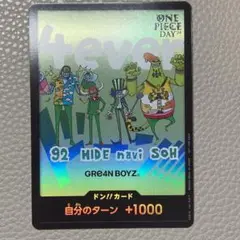 ONE PIECE DAY
92 HIDE navi SOH
GRe4N BOYZ.
ドン!!カード
自分のターン +1000